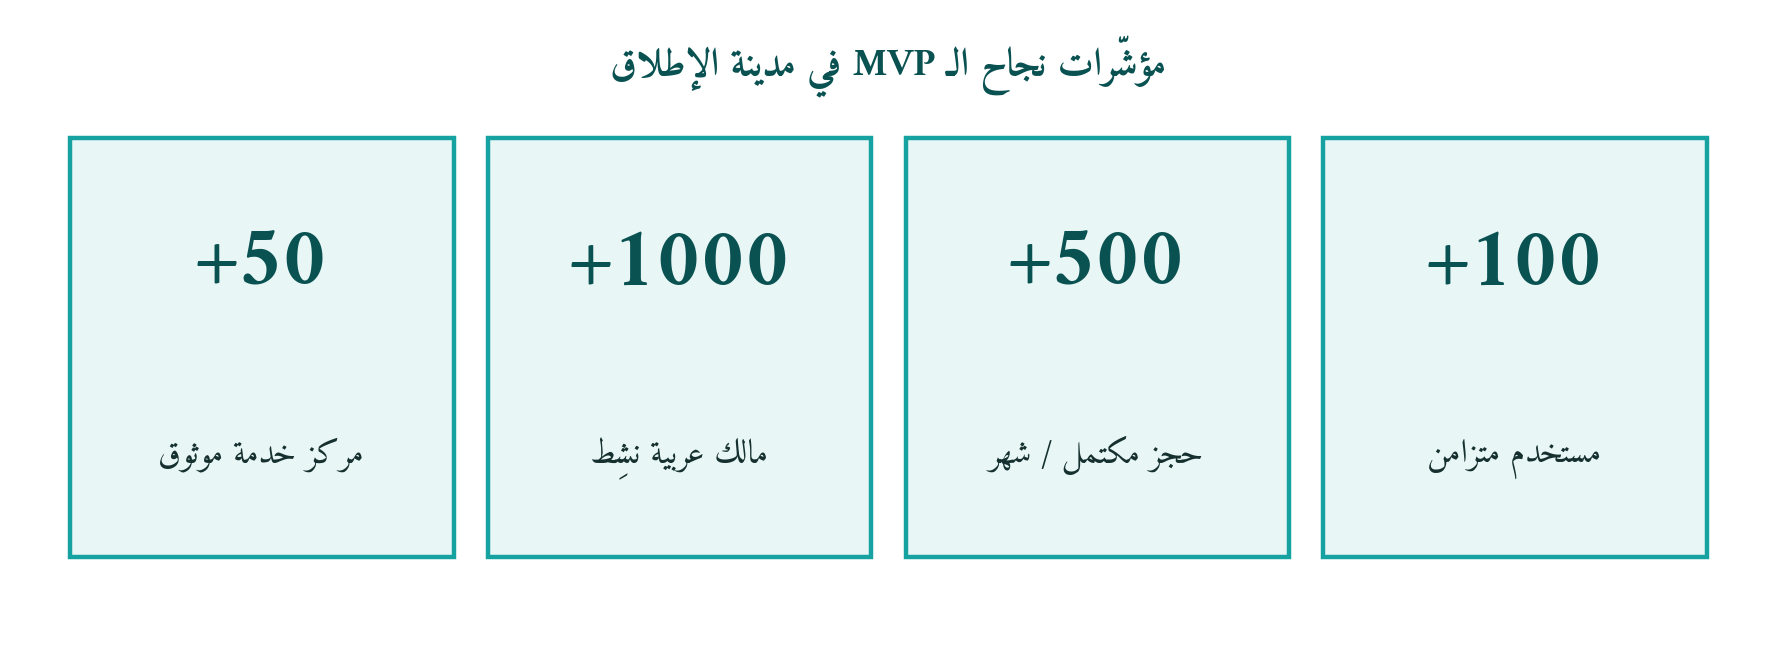 مؤشّرات نجاح الـ MVP في مدينة الإطلاق
+100
+500
+1000
+50
مستخدم متزامن
حجز مكتمل / شهر
مالك عربية نشِط
مركز خدمة موثوق